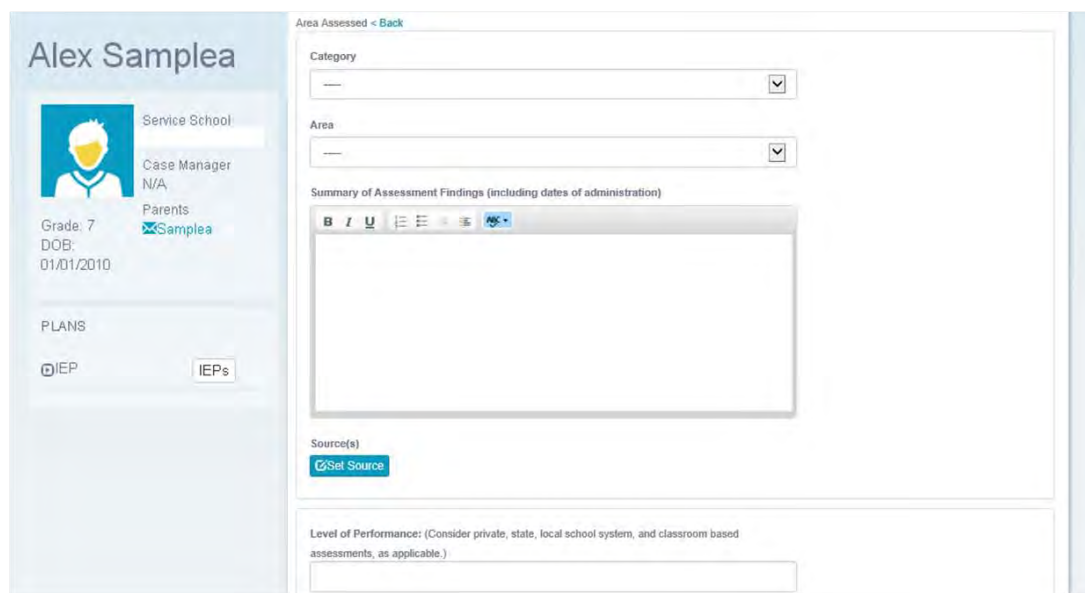 Alex Samplea
Service School
Case Manager
N/A
Parents
Samplea
Grade: 7
DOB:
01/01/2010
PLANS
IEP
IEPs
Area Assessed < Back
Category
----
Area
----
Summary of Assessment Findings (including dates of administration)
B I U
ABC
Source(s)
Set Source
Level of Performance: (Consider private, state, local school system, and classroom based
assessments, as applicable.)